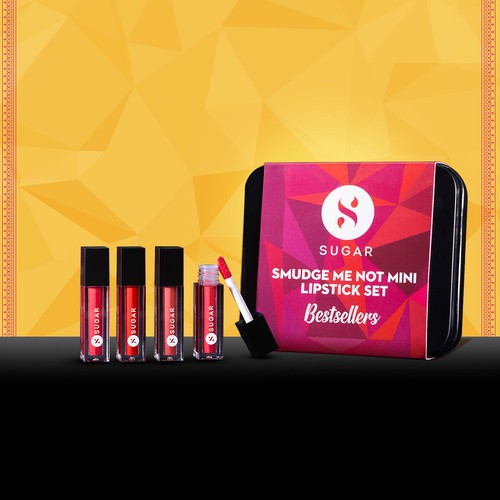 SUGAR
SMUDGE ME NOT MINI
LIPSTICK SET
Bestsellers
SUGAR
SUGAR
SUGAR
SUGAR